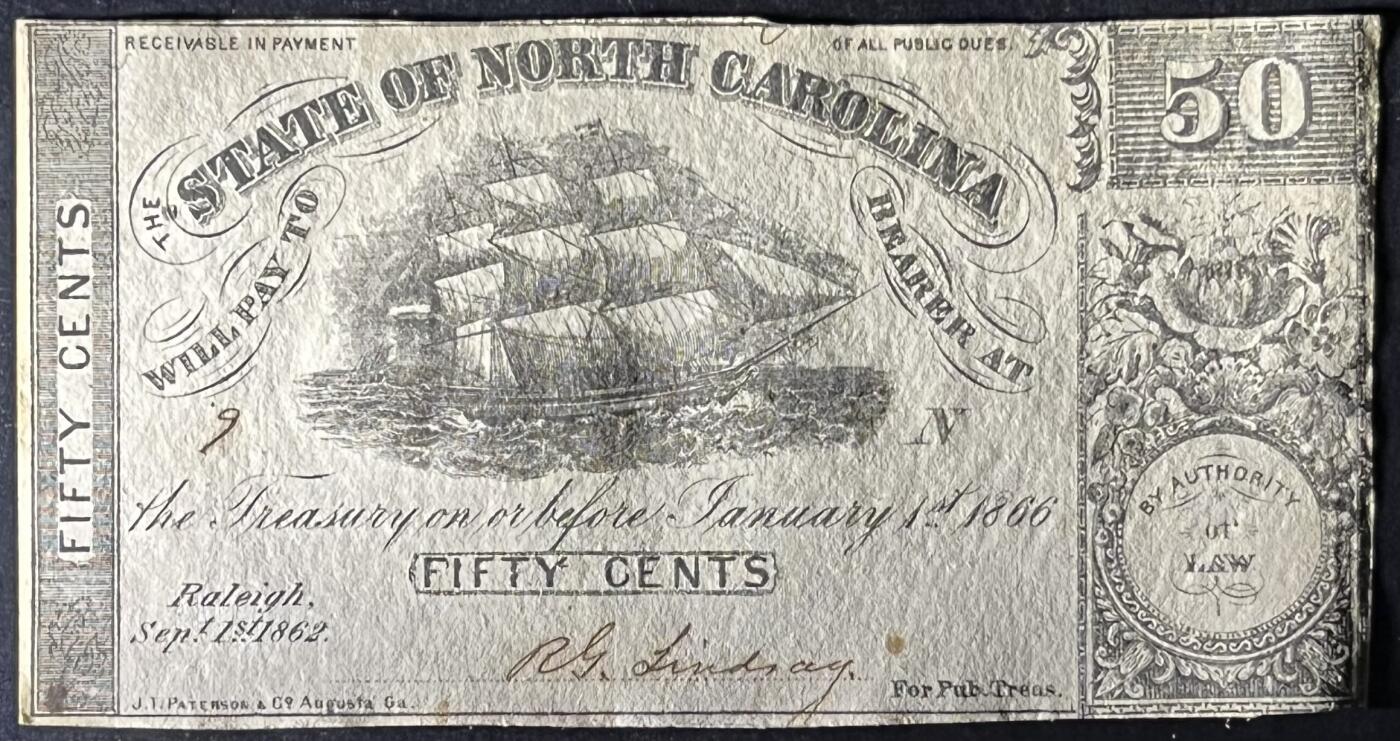 RECEIVABLE IN PAYMENT OF ALL PUBLIC DUES.
50
THE STATE OF NORTH CAROLINA
WILL PAY TO BEARER AT
9 N
the Treasury on or before January 1st 1866
FIFTY CENTS
FIFTY CENTS
Raleigh,
Sept. 1st 1862.
R.G. Lindsay.
For Pub. Treas.
J.T. PATERSON & Co Augusta Ga.
BY AUTHORITY
OF
LAW